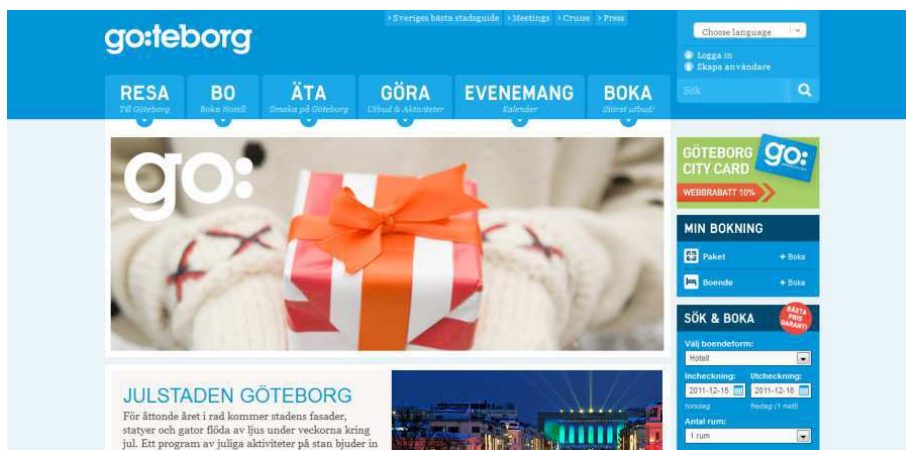 › Sveriges bästa stadsguide › Meetings › Cruise › Press
go:teborg
Choose language
Logga in
Skapa användare
Sök
RESA BO ÄTA GÖRA EVENEMANG BOKA
Till Göteborg Boka Hotell Smaka på Göteborg Utbud & Aktiviteter Kalender Störst utbud!
go:
GÖTEBORG CITY CARD
go:
WEBBRABATT 10%
MIN BOKNING
Paket + Boka
Boende + Boka
SÖK & BOKA
BÄSTA PRIS GARANTI
Välj boendeform:
Hotell
Incheckning: Utcheckning:
2011-12-15 2011-12-16
torsdag fredag (1 natt)
Antal rum:
1 rum
JULSTADEN GÖTEBORG
För åttonde året i rad kommer stadens fasader,
statyer och gator flöda av ljus under veckorna kring
jul. Ett program av juliga aktiviteter på stan bjuder in